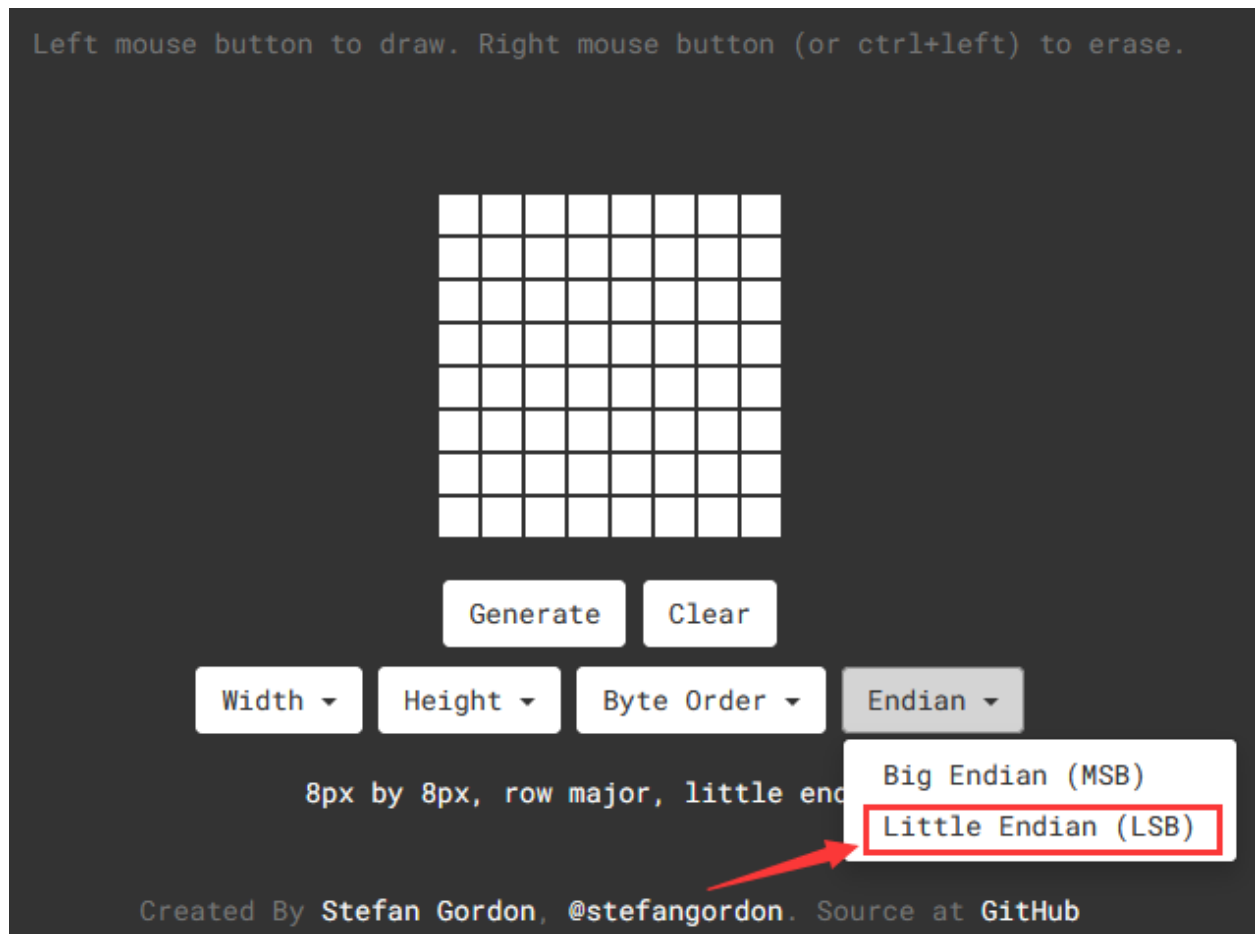 Left mouse button to draw. Right mouse button (or ctrl+left) to erase.
Generate Clear
Width Height Byte Order Endian
Big Endian (MSB)
8px by 8px, row major, little
Little Endian (LSB)
Created By Stefan Gordon, @stefangordon. Source at GitHub